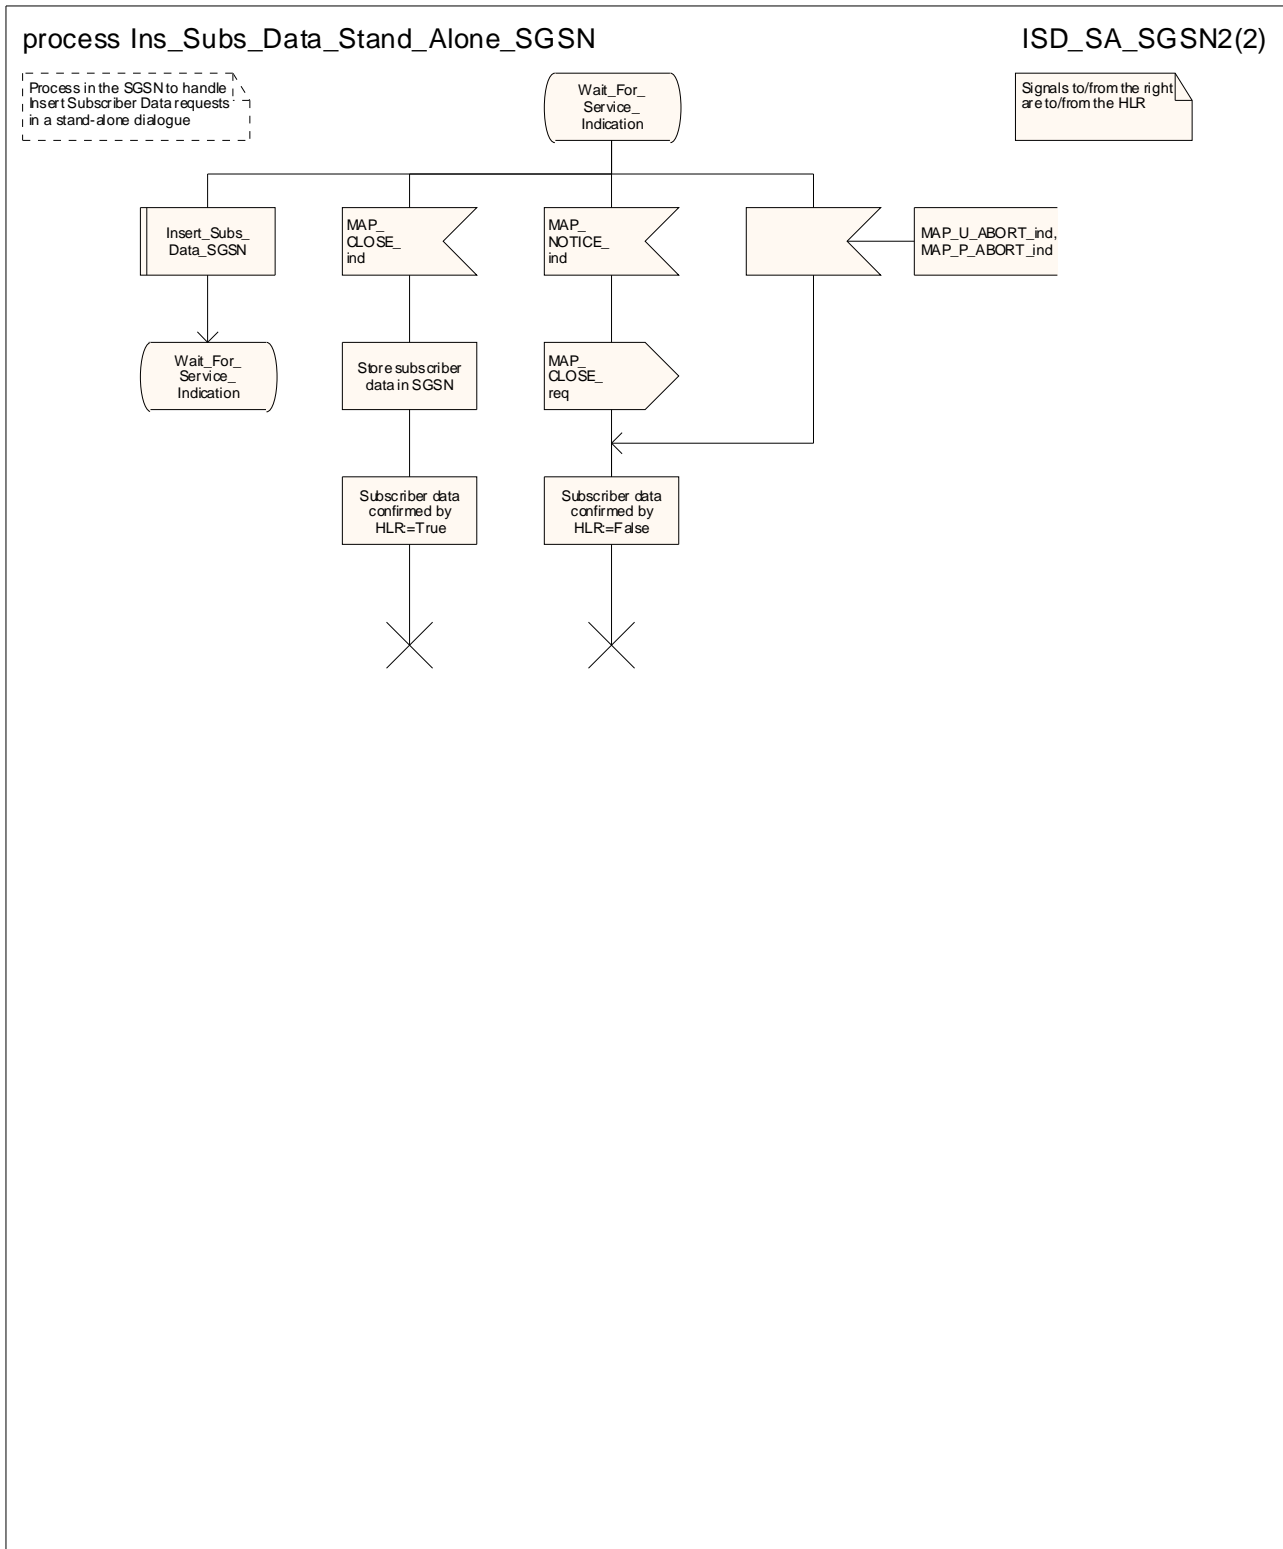 process Ins_Subs_Data_Stand_Alone_SGSN
ISD_SA_SGSN2(2)
Process in the SGSN to handle
Insert Subscriber Data requests
in a stand-alone dialogue
Wait_For_
Service_
Indication
Signals to/from the right
are to/from the HLR
Insert_Subs_
Data_SGSN
MAP_
CLOSE_
ind
MAP_
NOTICE_
ind
MAP_U_ABORT_ind,
MAP_P_ABORT_ind
Wait_For_
Service_
Indication
Store subscriber
data in SGSN
MAP_
CLOSE_
req
Subscriber data
confirmed by
HLR:=True
Subscriber data
confirmed by
HLR:=False